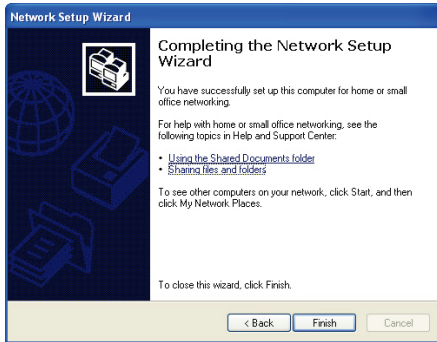 Network Setup Wizard
Completing the Network Setup
Wizard
You have successfully set up this computer for home or small
office networking.
For help with home or small office networking, see the
following topics in Help and Support Center:
• Using the Shared Documents folder
• Sharing files and folders
To see other computers on your network, click Start, and then
click My Network Places.
To close this wizard, click Finish.
< Back Finish Cancel